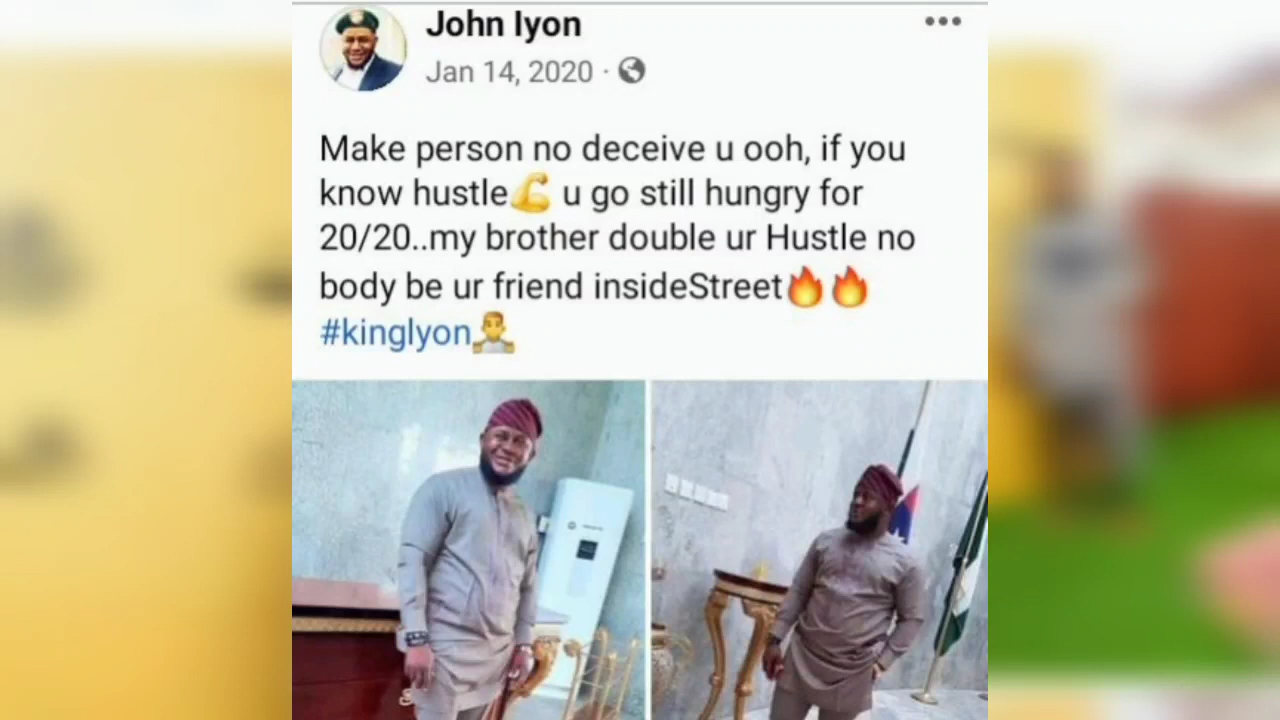 John lyon
Jan 14, 2020 ·
Make person no deceive u ooh, if you
know hustle💪 u go still hungry for
20/20..my brother double ur Hustle no
body be ur friend insideStreet🔥🔥
#kinglyon